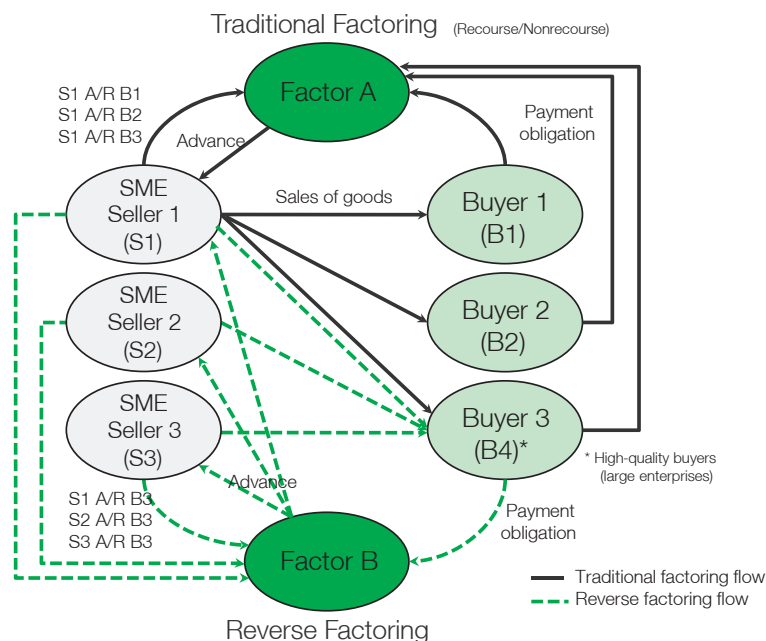 Traditional Factoring (Recourse/Nonrecourse)
S1 A/R B1
S1 A/R B2
S1 A/R B3
Factor A
Payment
obligation
Advance
SME
Seller 1
(S1)
Sales of goods
Buyer 1
(B1)
SME
Seller 2
(S2)
Buyer 2
(B2)
SME
Seller 3
(S3)
Buyer 3
(B4)*
* High-quality buyers
(large enterprises)
Advance
S1 A/R B3
S2 A/R B3
S3 A/R B3
Payment
obligation
Factor B
Traditional factoring flow
Reverse factoring flow
Reverse Factoring